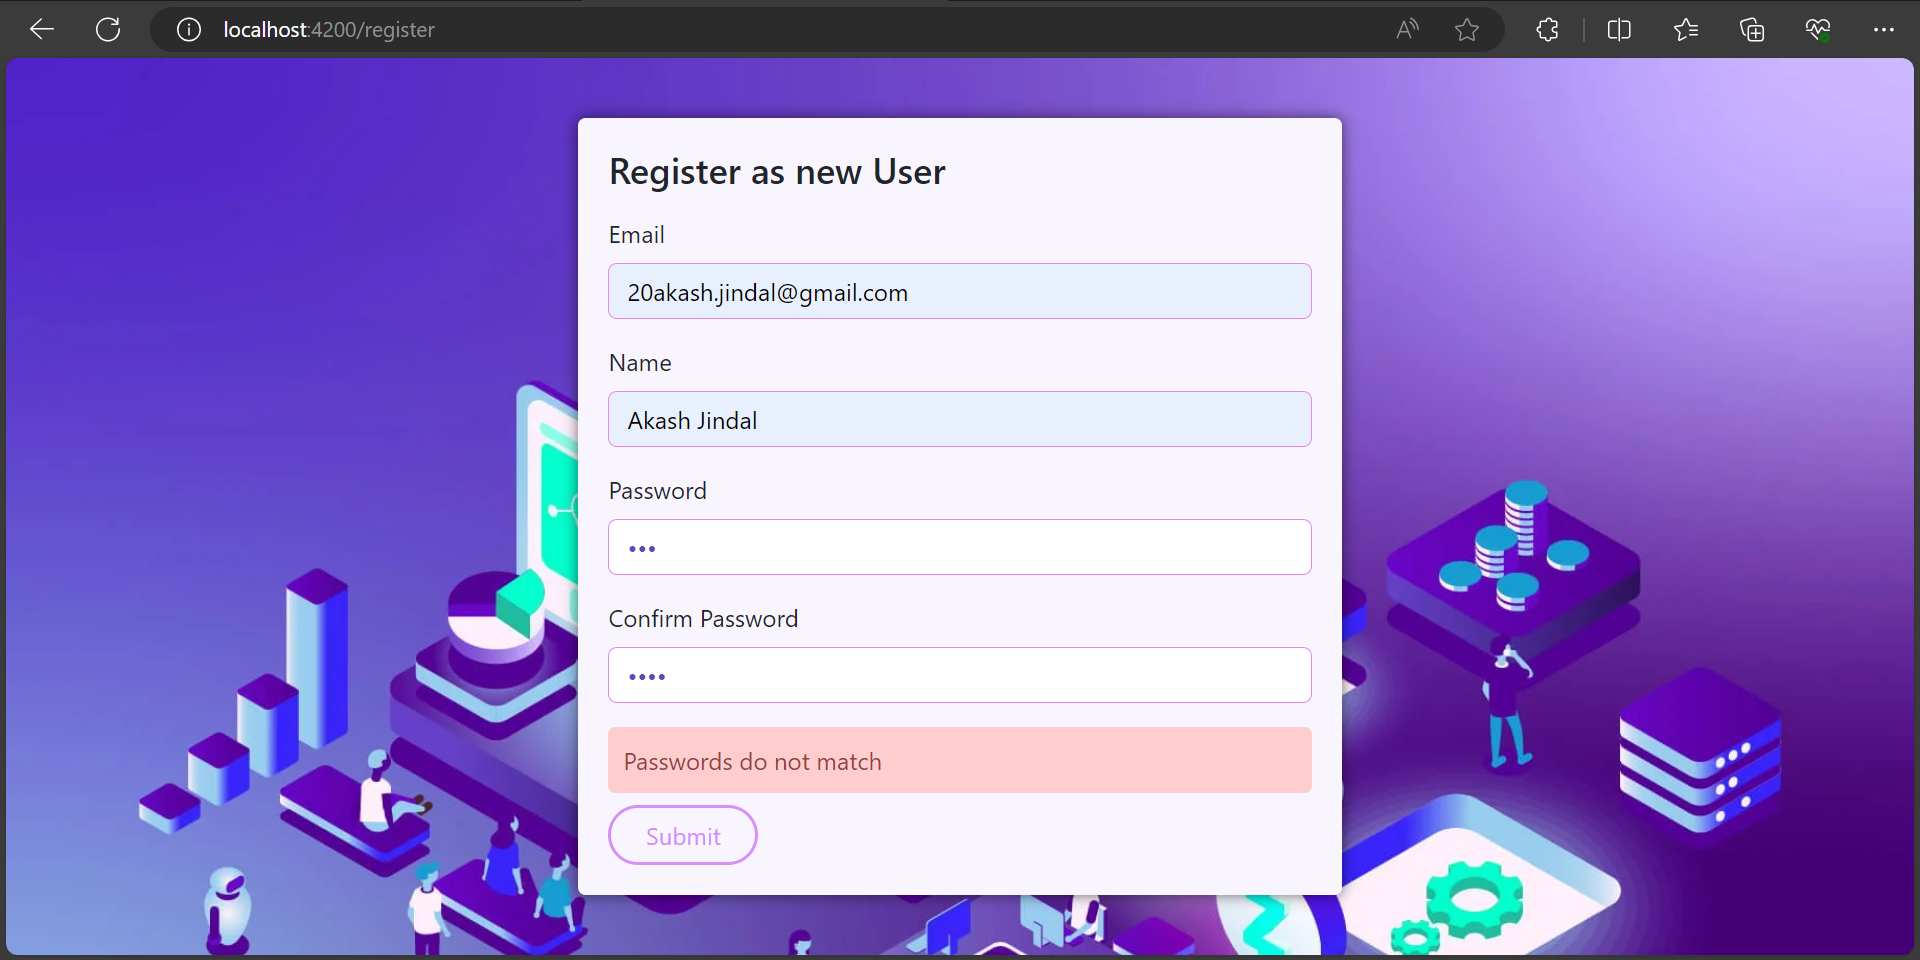 localhost:4200/register
Register as new User
Email
20akash.jindal@gmail.com
Name
Akash Jindal
Password
•••
Confirm Password
••••
Passwords do not match
Submit